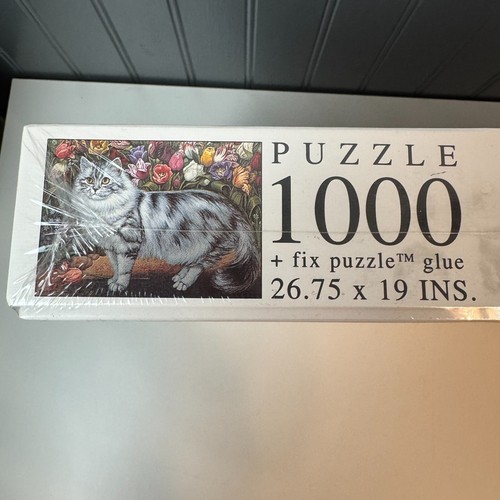 PUZZLE
1000
+ fix puzzle™ glue
26.75 x 19 INS.